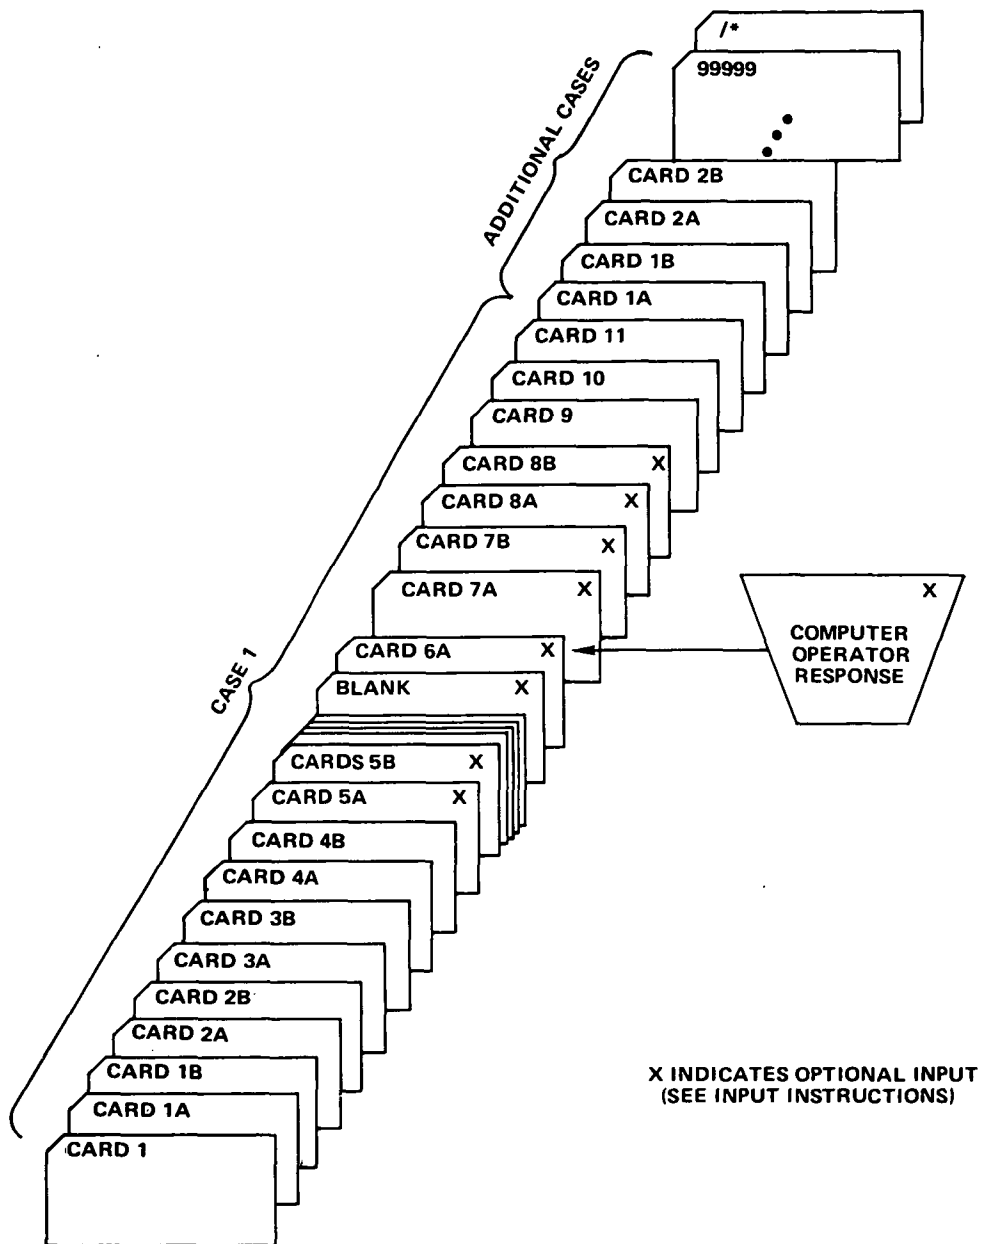 /*
99999
ADDITIONAL CASES
CARD 2B
CARD 2A
CARD 1B
CARD 1A
CARD 11
CARD 10
CARD 9
CARD 8B X
CARD 8A X
CARD 7B X
CARD 7A X
X
COMPUTER
OPERATOR
RESPONSE
CARD 6A X
CASE 1
BLANK X
CARDS 5B X
CARD 5A X
CARD 4B
CARD 4A
CARD 3B
CARD 3A
CARD 2B
CARD 2A
CARD 1B
CARD 1A
CARD 1
X INDICATES OPTIONAL INPUT
(SEE INPUT INSTRUCTIONS)